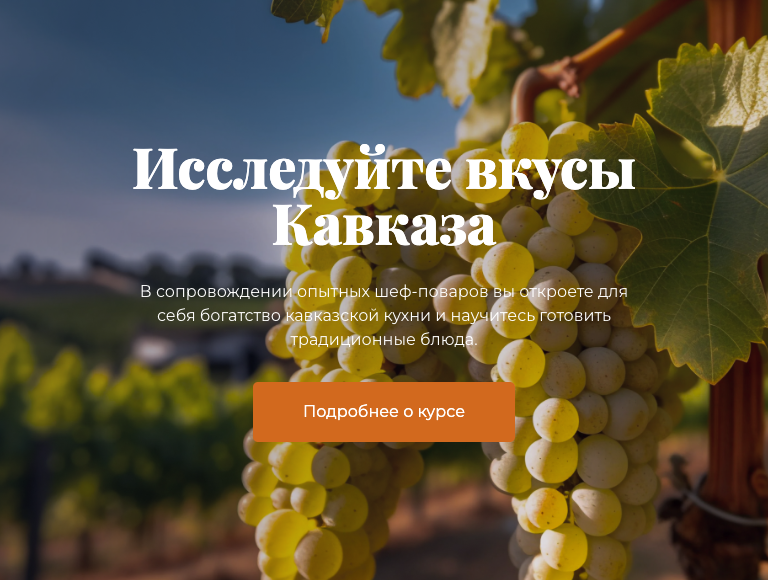 Исследуйте вкусы
Кавказа
В сопровождении опытных шеф-поваров вы откроете для
себя богатство кавказской кухни и научитесь готовить
традиционные блюда.
Подробнее о курсе